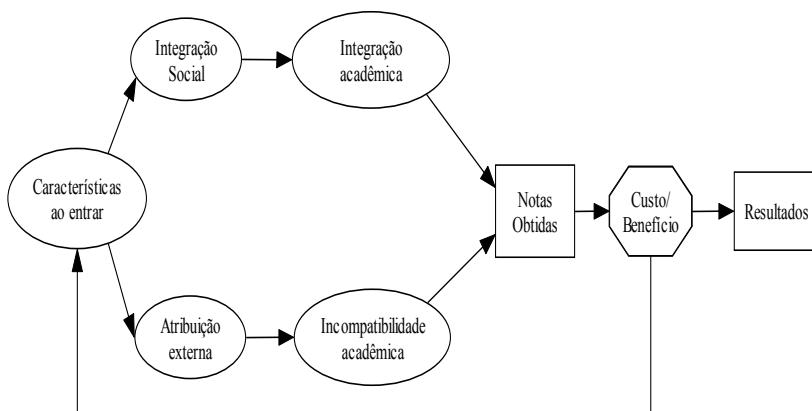 Integração
Social
Integração
acadêmica
Características
ao entrar
Notas
Obtidas
Custo/
Benefício
Resultados
Atribuição
externa
Incompatibilidade
acadêmica